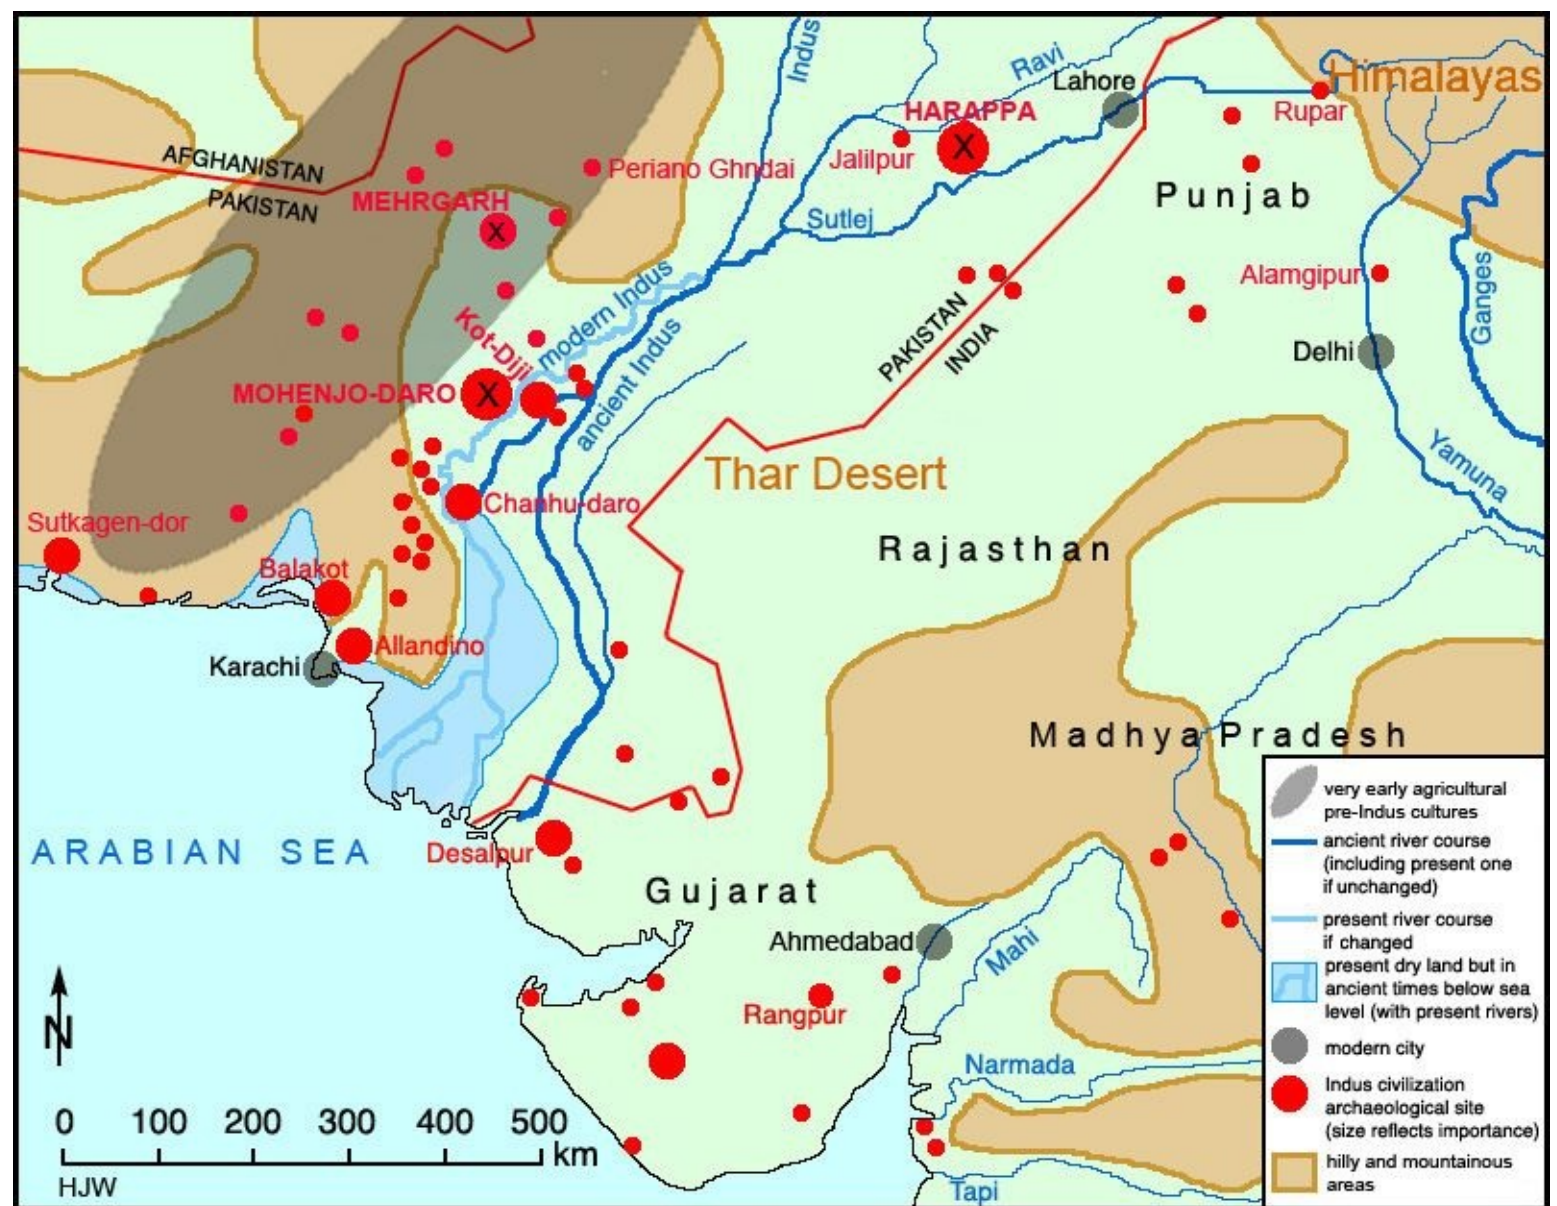 Indus
Ravi
Lahore
Himalayas
HARAPPA
Rupar
Jalilpur
AFGHANISTAN
PAKISTAN
Periano Ghndai
MEHRGARH
Punjab
Sutlej
Alamgipur
Ganges
modern Indus
Kot-Diji
PAKISTAN
INDIA
Delhi
ancient Indus
MOHENJO-DARO
Thar Desert
Yamuna
Chanhu-daro
Sutkagen-dor
Rajasthan
Balakot
Allandino
Karachi
Madhya Pradesh
ARABIAN SEA
Desalpur
Gujarat
Ahmedabad
Mahi
Rangpur
Narmada
Tapi
N
0 100 200 300 400 500
km
HJW
very early agricultural
pre-Indus cultures
ancient river course
(including present one
if unchanged)
present river course
if changed
present dry land but in
ancient times below sea
level (with present rivers)
modern city
Indus civilization
archaeological site
(size reflects importance)
hilly and mountainous
areas
X
X
X